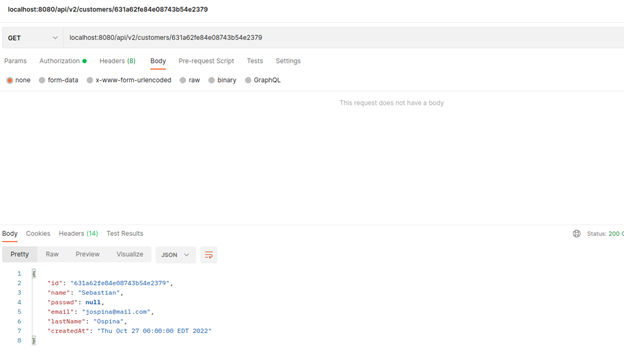 localhost:8080/api/v2/customers/631a62fe84e08743b54e2379
GET localhost:8080/api/v2/customers/631a62fe84e08743b54e2379
Params Authorization Headers (8) Body Pre-request Script Tests Settings
none form-data x-www-form-urlencoded raw binary GraphQL
This request does not have a body
Body Cookies Headers (14) Test Results Status: 200
Pretty Raw Preview Visualize JSON
1 {
2 "id": "631a62fe84e08743b54e2379",
3 "name": "Sebastian",
4 "passwd": null,
5 "email": "jospina@mail.com",
6 "lastName": "Ospina",
7 "createdAt": "Thu Oct 27 00:00:00 EDT 2022"
8 }